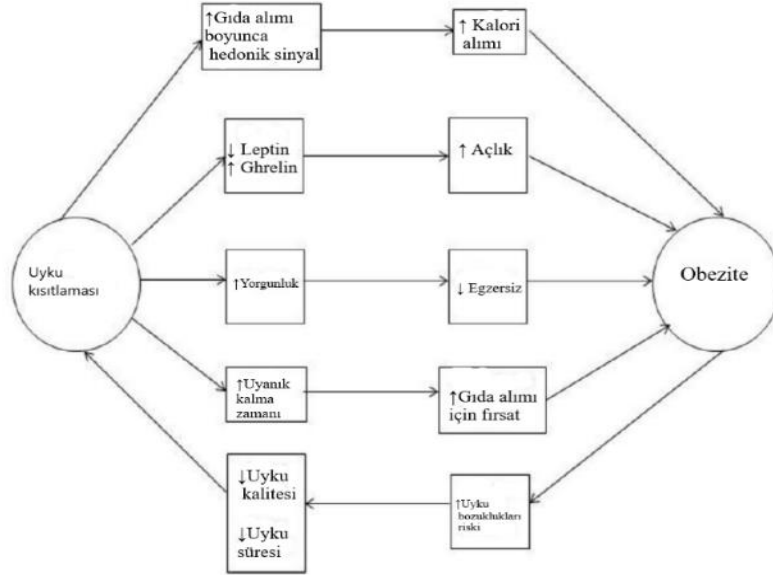 ↑Gıda alımı
boyunca
hedonik sinyal
↑ Kalori
alımı
↓ Leptin
↑ Ghrelin
↑ Açlık
Uyku
kısıtlaması
↑Yorgunluk
↓ Egzersiz
Obezite
↑Uyanık
kalma
zamanı
↑Gıda alımı
için fırsat
↓Uyku
kalitesi
↓Uyku
süresi
↑Uyku
bozuklukları
riski